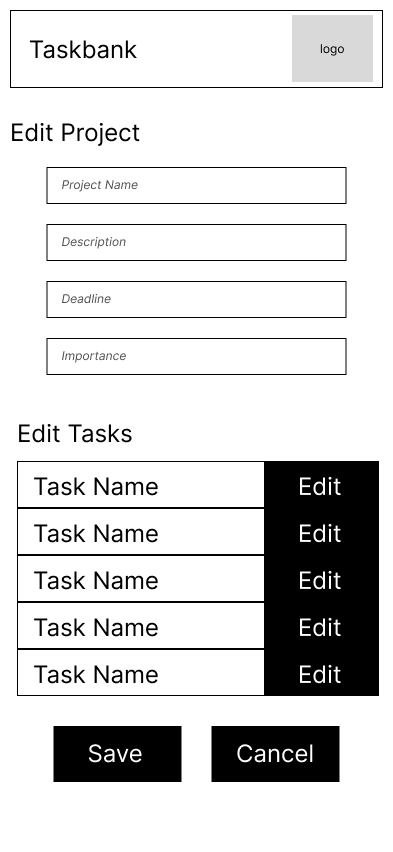 Taskbank
logo
Edit Project
Project Name
Description
Deadline
Importance
Edit Tasks
Task Name Edit
Task Name Edit
Task Name Edit
Task Name Edit
Task Name Edit
Save Cancel